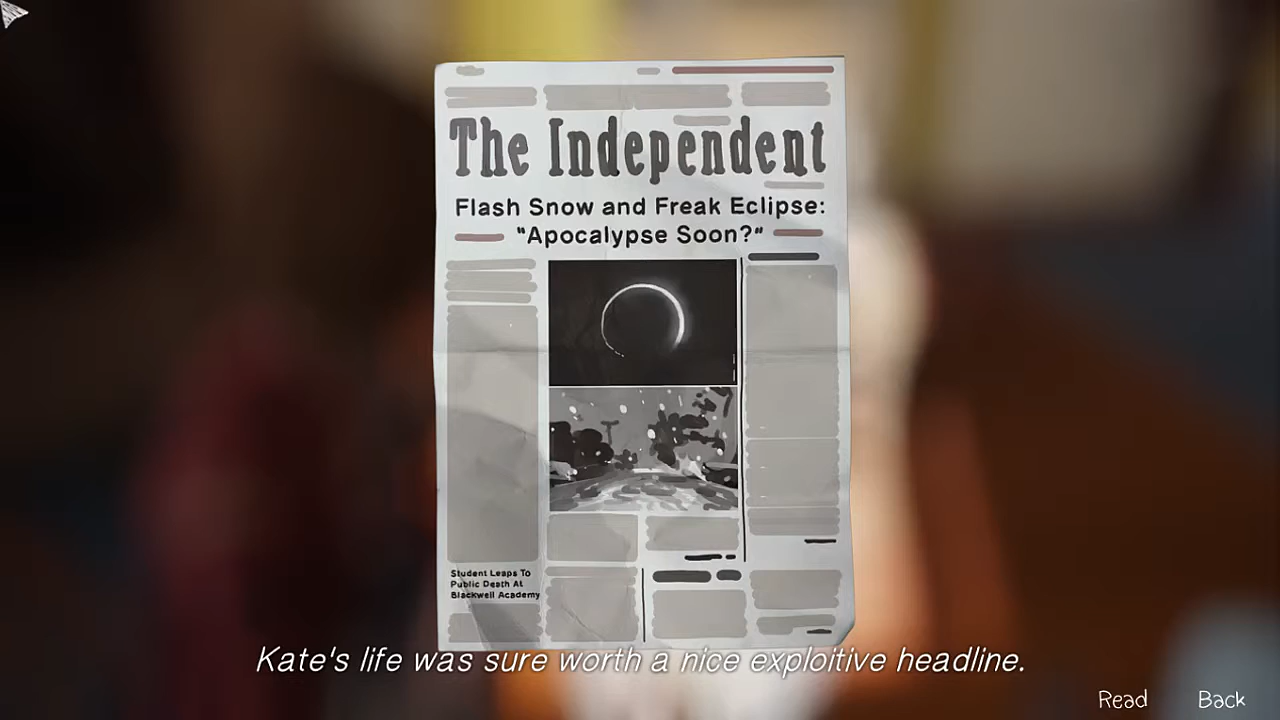 The Independent
Flash Snow and Freak Eclipse:
"Apocalypse Soon?"
Student Leaps To
Public Death At
Blackwell Academy
Kate's life was sure worth a nice exploitive headline.
Read Back